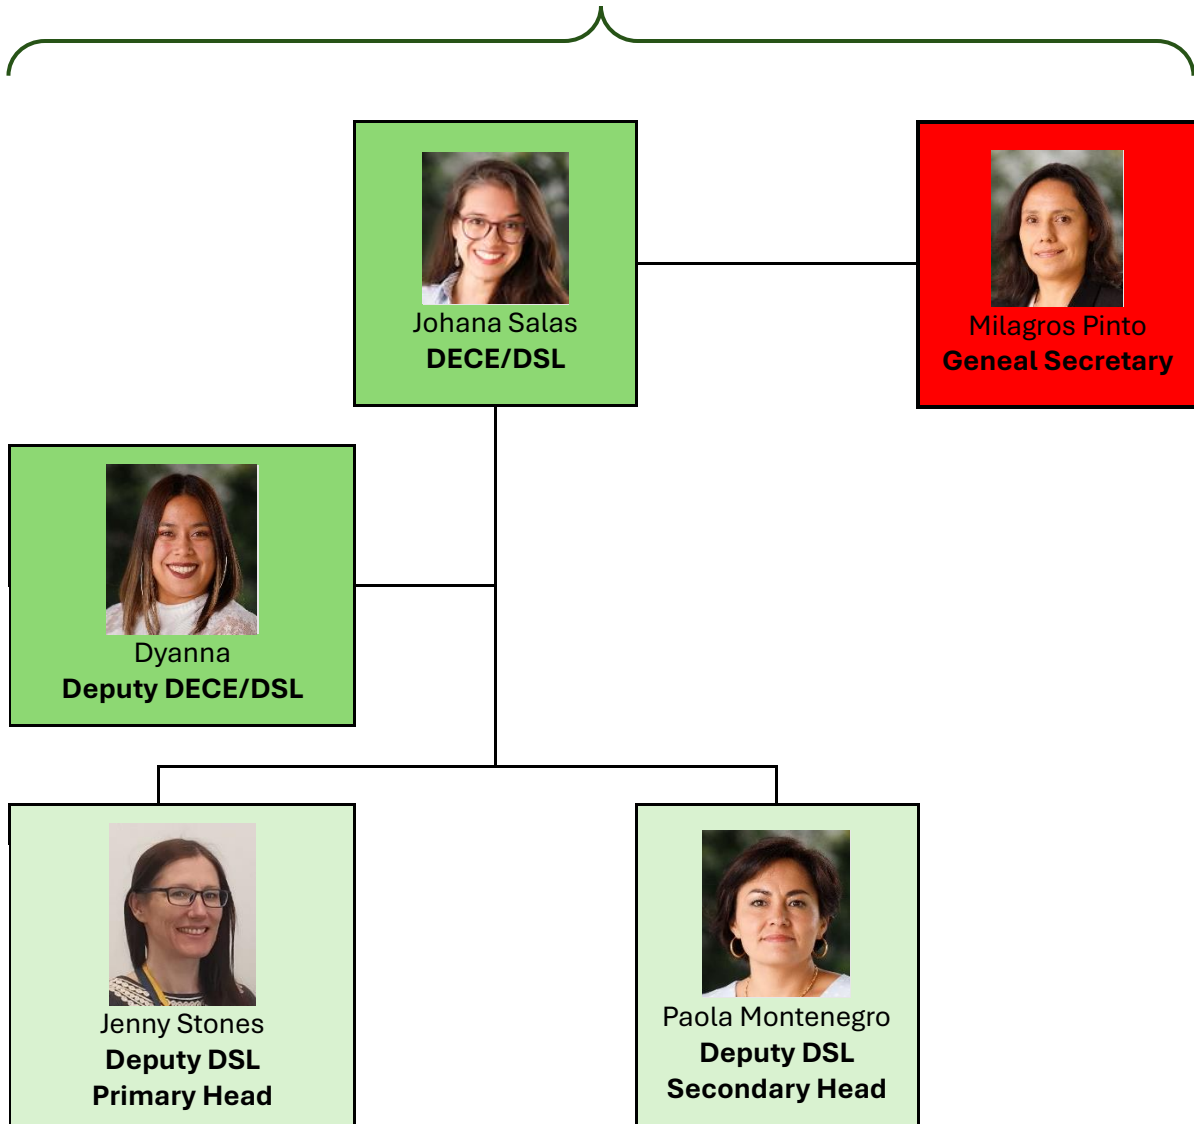 Johana Salas
DECE/DSL
Milagros Pinto
Geneal Secretary
Dyanna
Deputy DECE/DSL
Jenny Stones
Deputy DSL
Primary Head
Paola Montenegro
Deputy DSL
Secondary Head